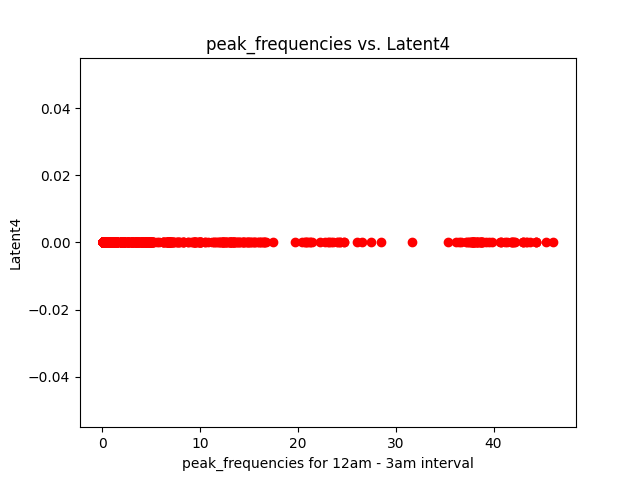 peak_frequencies vs. Latent4
0.04
0.02
0.00
−0.02
−0.04
Latent4
0 10 20 30 40
peak_frequencies for 12am - 3am interval